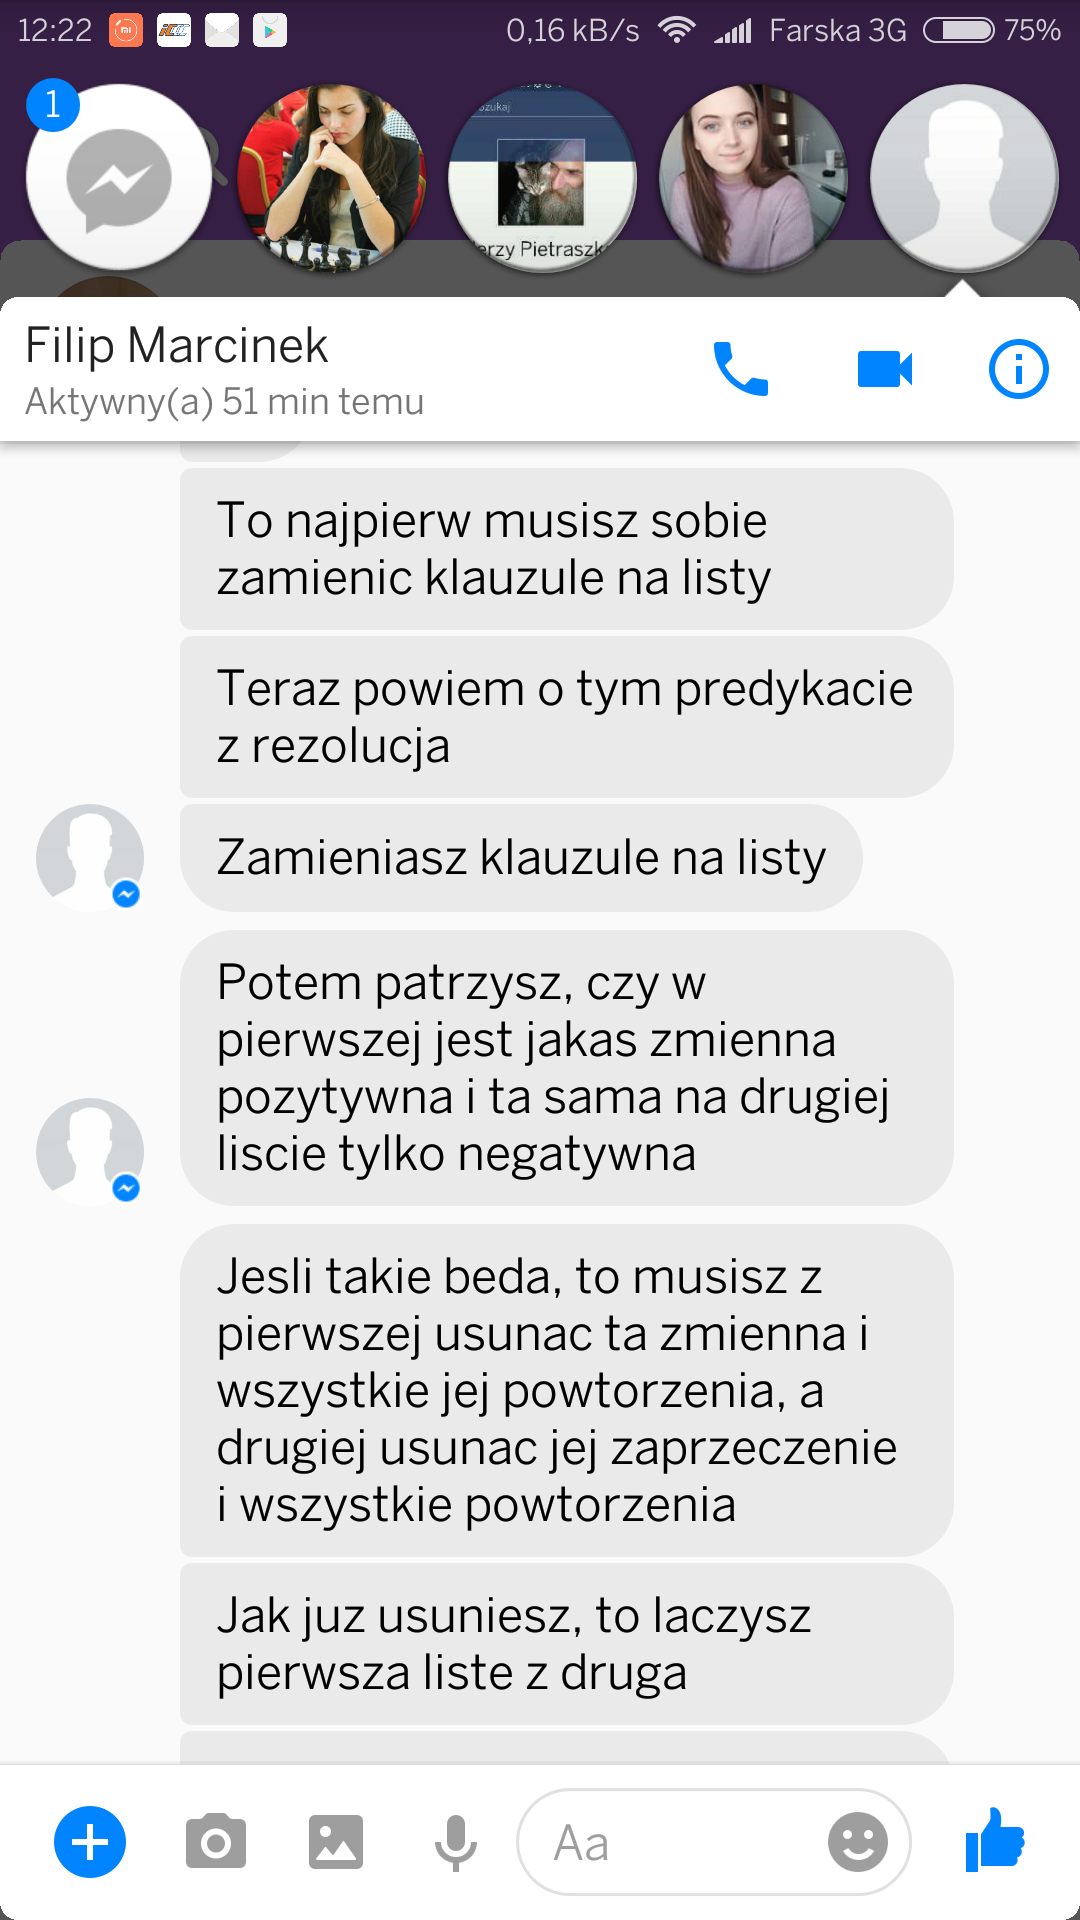 12:22
0,16 kB/s
Farska 3G
75%
1
szukaj
erzy Pietraszk
Filip Marcinek
Aktywny(a) 51 min temu
To najpierw musisz sobie
zamienic klauzule na listy
Teraz powiem o tym predykacie
z rezolucja
Zamieniasz klauzule na listy
Potem patrzysz, czy w
pierwszej jest jakas zmienna
pozytywna i ta sama na drugiej
liscie tylko negatywna
Jesli takie beda, to musisz z
pierwszej usunac ta zmienna i
wszystkie jej powtorzenia, a
drugiej usunac jej zaprzeczenie
i wszystkie powtorzenia
Jak juz usuniesz, to laczysz
pierwsza liste z druga
Aa